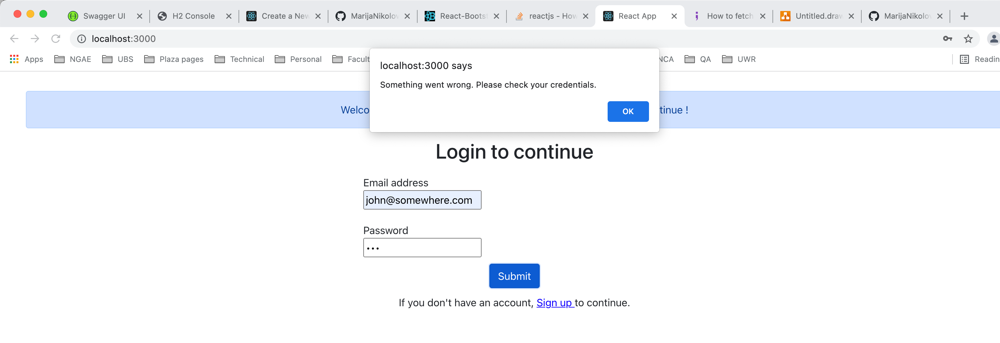 Swagger UI
H2 Console
Create a New
MarijaNikolov
React-Bootst
reactjs - How
React App
How to fetch
Untitled.draw
MarijaNikolov
localhost:3000
Apps
NGAE
UBS
Plaza pages
Technical
Personal
Facult
NCA
QA
UWR
Readin
localhost:3000 says
Something went wrong. Please check your credentials.
OK
Welco
tinue !
Login to continue
Email address
john@somewhere.com
Password
Submit
If you don't have an account, Sign up to continue.